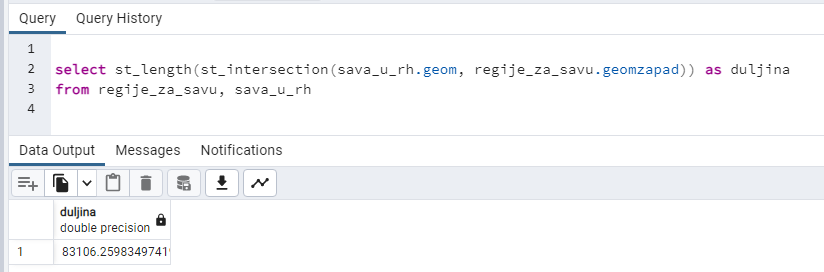 Query Query History
1
2 select st_length(st_intersection(sava_u_rh.geom, regije_za_savu.geomzapad)) as duljina
3 from regije_za_savu, sava_u_rh
4
Data Output Messages Notifications
duljina
double precision
1 83106.2598349741